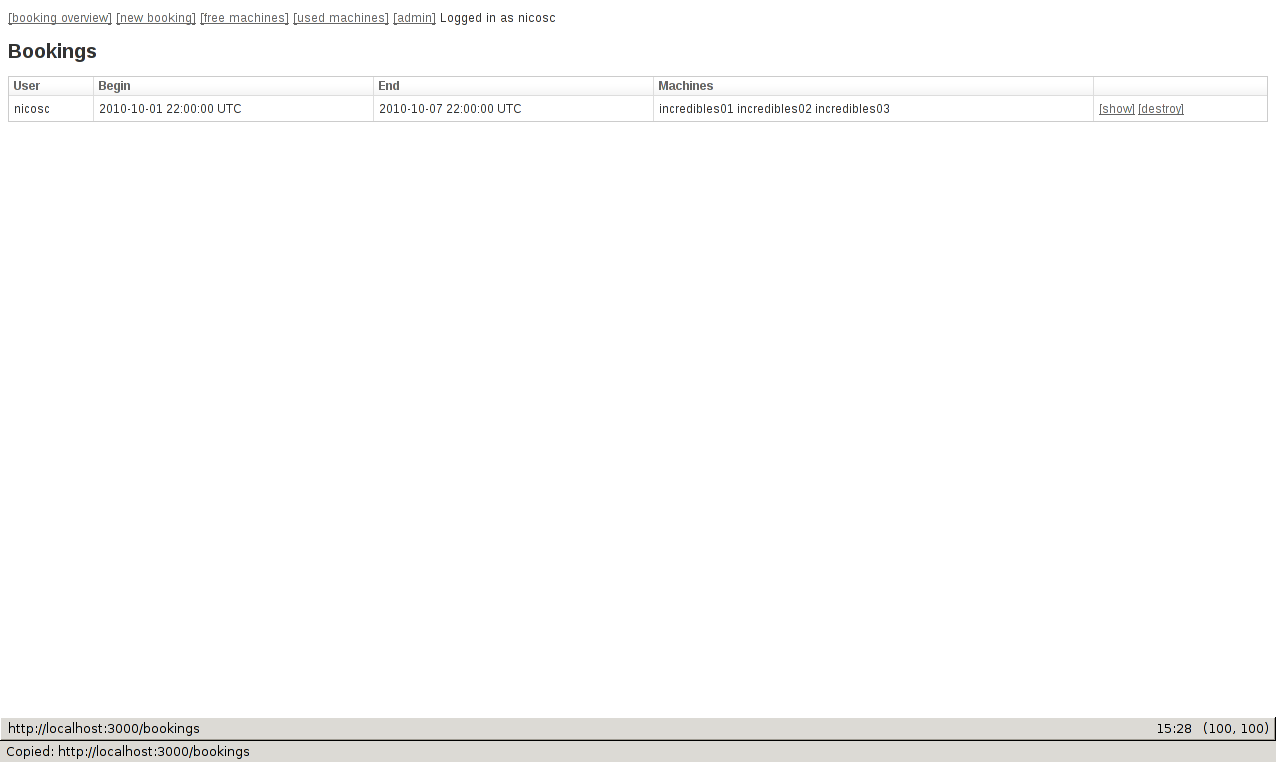 [booking overview] [new booking] [free machines] [used machines] [admin] Logged in as nicosc
Bookings
User Begin End Machines
nicosc 2010-10-01 22:00:00 UTC 2010-10-07 22:00:00 UTC incredibles01 incredibles02 incredibles03 [show] [destroy]
http://localhost:3000/bookings 15:28 (100, 100)
Copied: http://localhost:3000/bookings